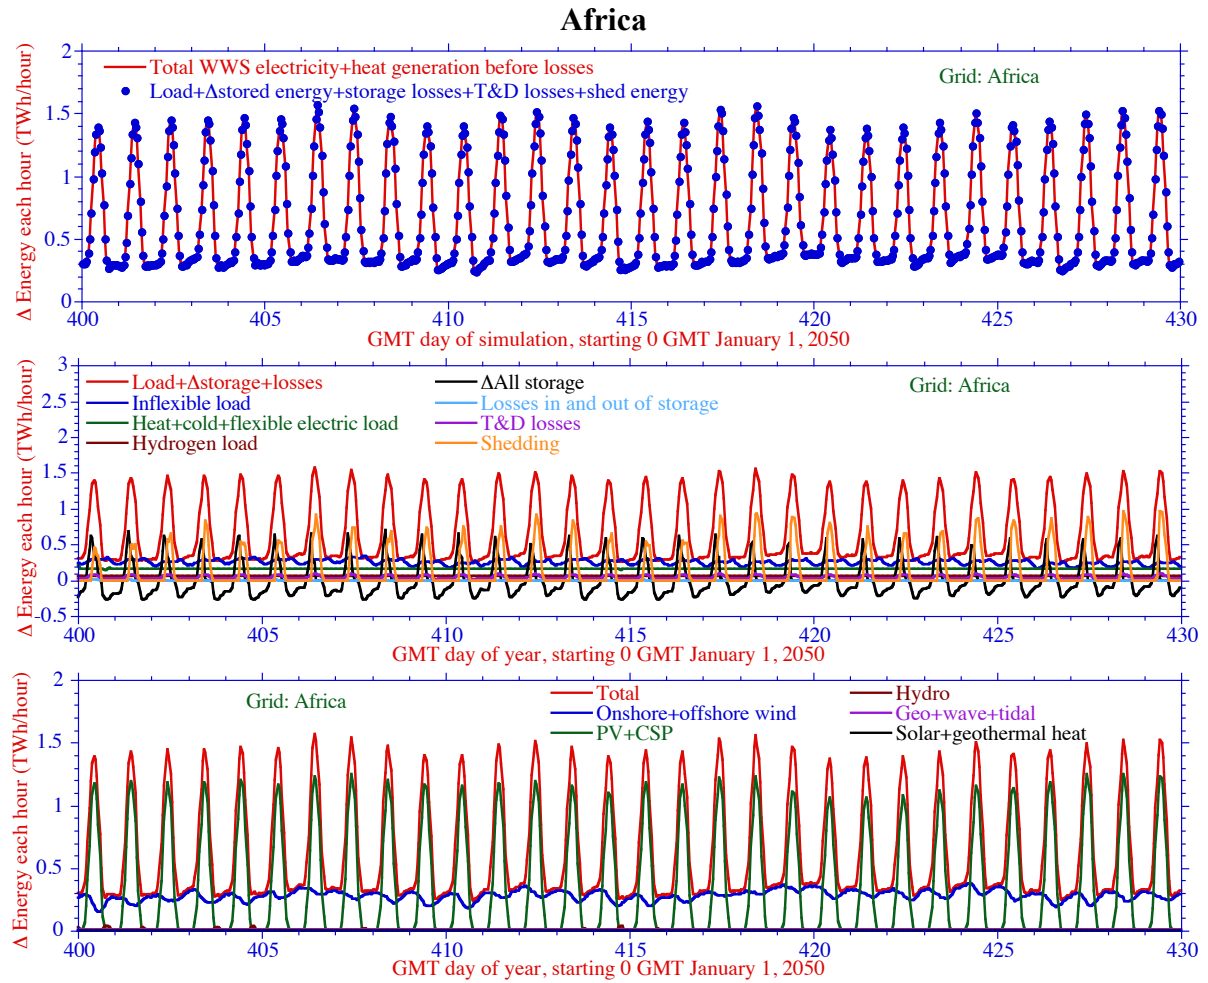 Africa
2
1.5
1
0.5
0
Δ Energy each hour (TWh/hour)
Total WWS electricity+heat generation before losses
Load+Δstored energy+storage losses+T&D losses+shed energy
Grid: Africa
400 405 410 415 420 425 430
GMT day of simulation, starting 0 GMT January 1, 2050
3
2.5
2
1.5
1
0.5
0
-0.5
Δ Energy each hour (TWh/hour)
Load+Δstorage+losses
Inflexible load
Heat+cold+flexible electric load
Hydrogen load
ΔAll storage
Losses in and out of storage
T&D losses
Shedding
Grid: Africa
400 405 410 415 420 425 430
GMT day of year, starting 0 GMT January 1, 2050
2
1.5
1
0.5
0
Δ Energy each hour (TWh/hour)
Grid: Africa
Total
Onshore+offshore wind
PV+CSP
Hydro
Geo+wave+tidal
Solar+geothermal heat
400 405 410 415 420 425 430
GMT day of year, starting 0 GMT January 1, 2050